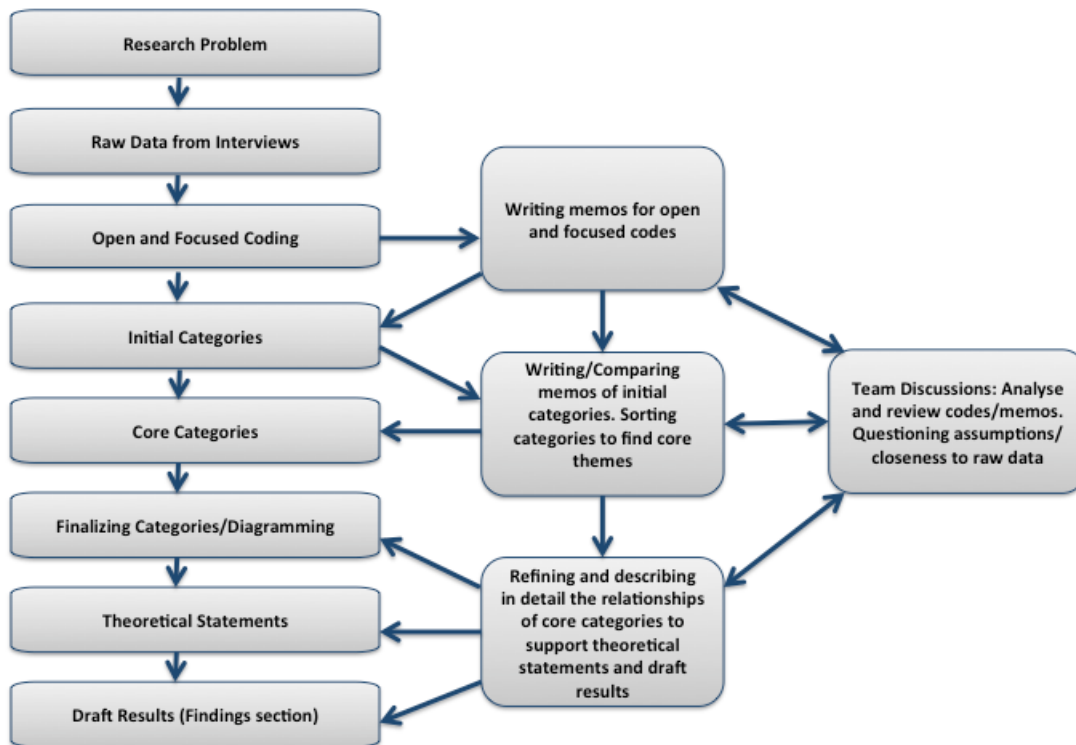 Research Problem
Raw Data from Interviews
Open and Focused Coding
Initial Categories
Core Categories
Finalizing Categories/Diagramming
Theoretical Statements
Draft Results (Findings section)
Writing memos for open
and focused codes
Writing/Comparing
memos of initial
categories. Sorting
categories to find core
themes
Refining and describing
in detail the relationships
of core categories to
support theoretical
statements and draft
results
Team Discussions: Analyse
and review codes/memos.
Questioning assumptions/
closeness to raw data